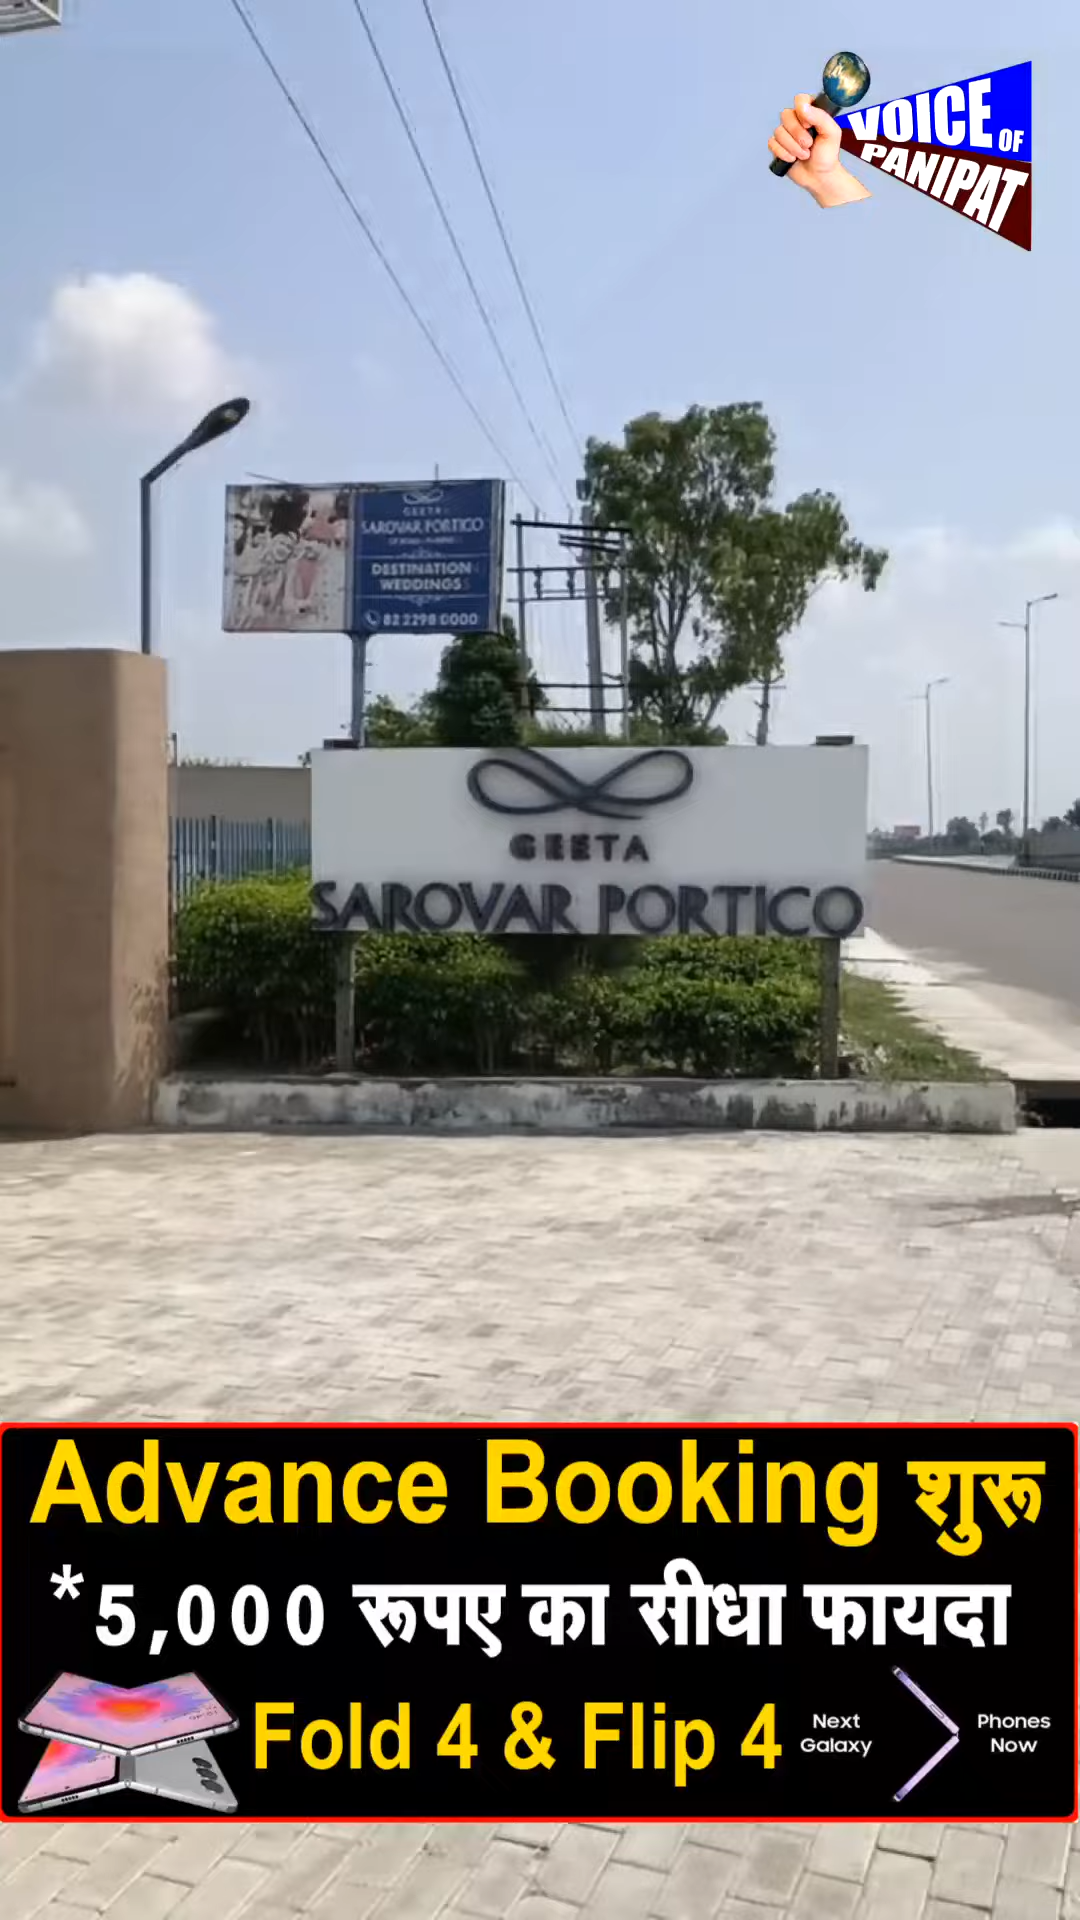 VOICE OF
PANIPAT
GEETA
SAROVAR PORTICO
DESTINATION
WEDDINGS
82 2298 0000
GEETA
SAROVAR PORTICO
Advance Booking शुरू
*5,000 रूपए का सीधा फायदा
Fold 4 & Flip 4
Next
Galaxy
Phones
Now